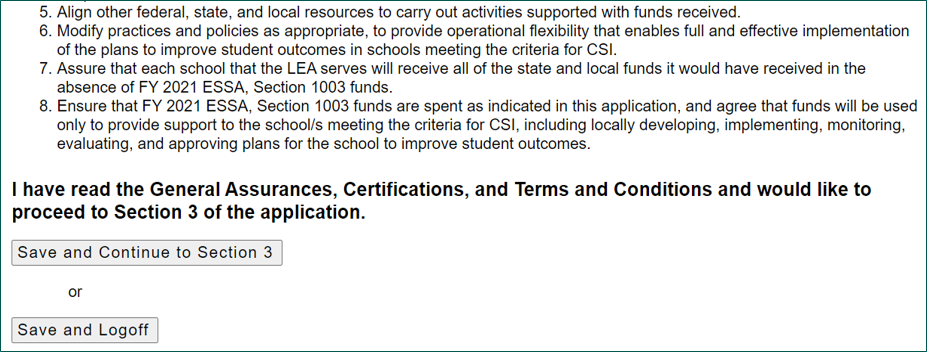 5. Align other federal, state, and local resources to carry out activities supported with funds received.
6. Modify practices and policies as appropriate, to provide operational flexibility that enables full and effective implementation
of the plans to improve student outcomes in schools meeting the criteria for CSI.
7. Assure that each school that the LEA serves will receive all of the state and local funds it would have received in the
absence of FY 2021 ESSA, Section 1003 funds.
8. Ensure that FY 2021 ESSA, Section 1003 funds are spent as indicated in this application, and agree that funds will be used
only to provide support to the school/s meeting the criteria for CSI, including locally developing, implementing, monitoring,
evaluating, and approving plans for the school to improve student outcomes.
I have read the General Assurances, Certifications, and Terms and Conditions and would like to
proceed to Section 3 of the application.
Save and Continue to Section 3
or
Save and Logoff